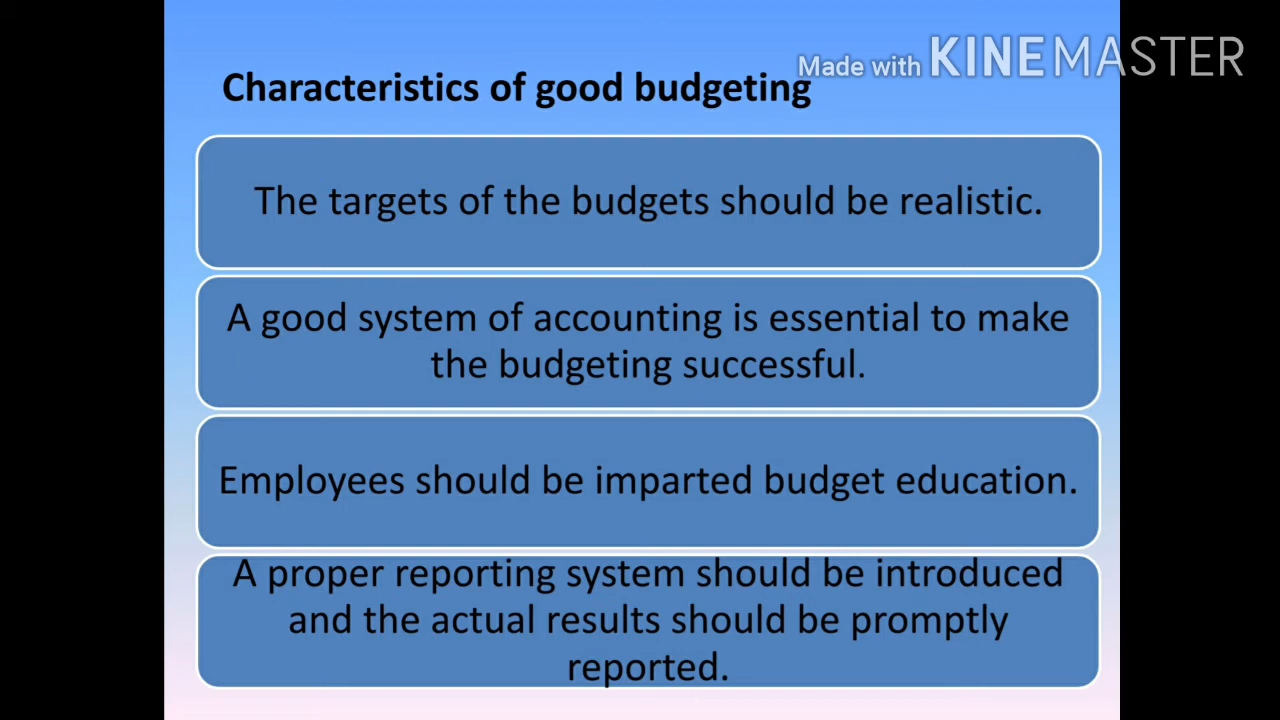 Made with KINEMASTER
Characteristics of good budgeting
The targets of the budgets should be realistic.
A good system of accounting is essential to make
the budgeting successful.
Employees should be imparted budget education.
A proper reporting system should be introduced
and the actual results should be promptly
reported.